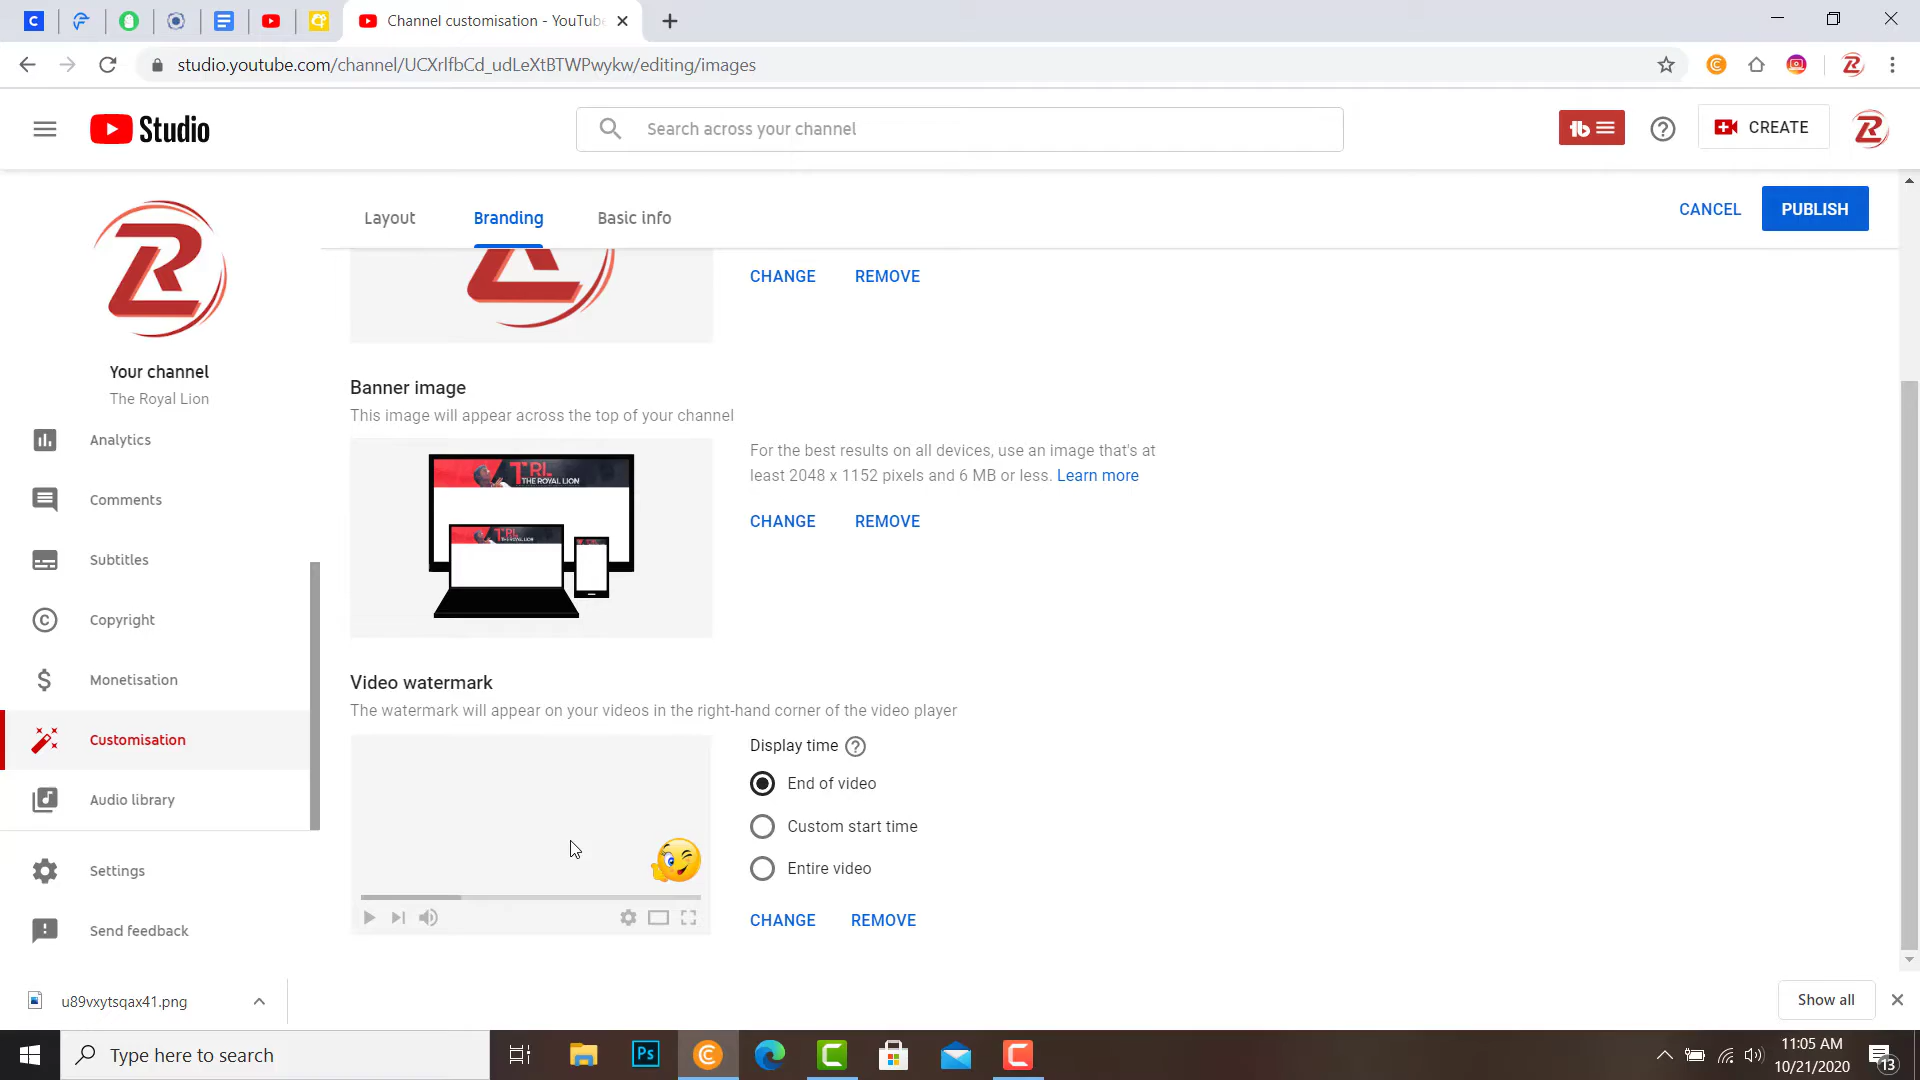 Channel customisation - YouTube
studio.youtube.com/channel/UCXrlfbCd_udLeXtBTWPwykw/editing/images
Studio
Search across your channel
CREATE
Your channel
The Royal Lion
Analytics
Comments
Subtitles
Copyright
Monetisation
Customisation
Audio library
Settings
Send feedback
Layout
Branding
Basic info
CANCEL
PUBLISH
CHANGE
REMOVE
Banner image
This image will appear across the top of your channel
TRL
THE ROYAL LION
For the best results on all devices, use an image that's at
least 2048 x 1152 pixels and 6 MB or less. Learn more
CHANGE
REMOVE
Video watermark
The watermark will appear on your videos in the right-hand corner of the video player
Display time
End of video
Custom start time
Entire video
CHANGE
REMOVE
u89vxytsqax41.png
Show all
Type here to search
Ps
11:05 AM
10/21/2020
13